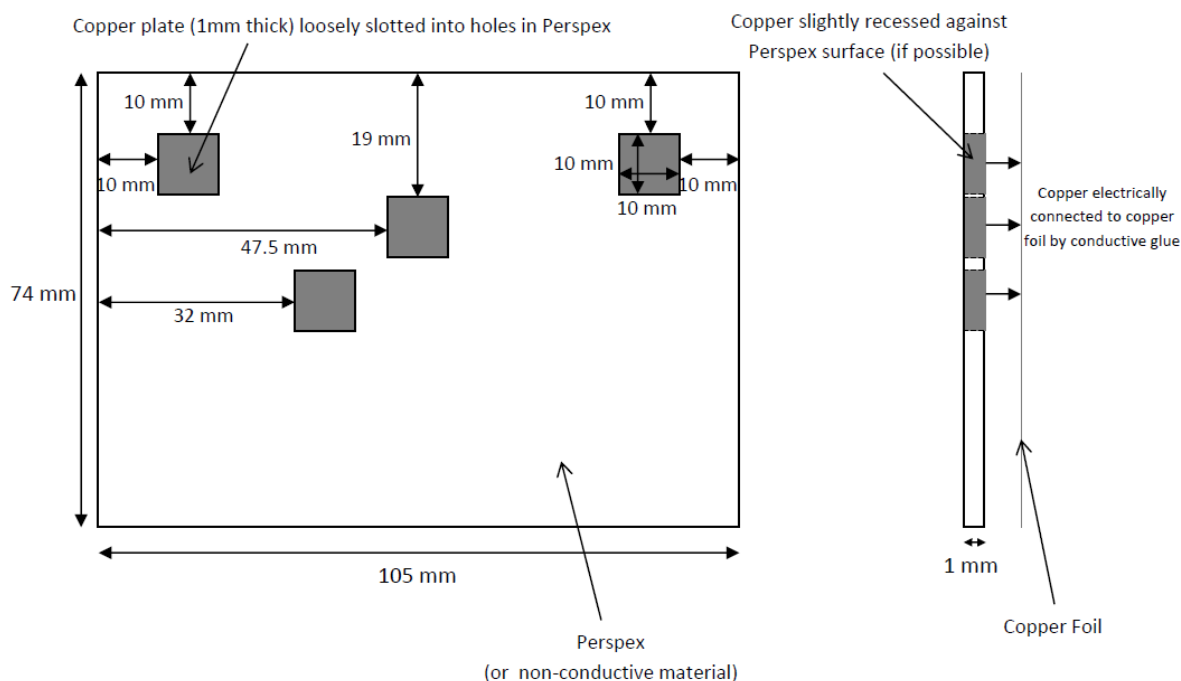 Copper plate (1mm thick) loosely slotted into holes in Perspex
Copper slightly recessed against
Perspex surface (if possible)
10 mm
10 mm
19 mm
10 mm
10 mm
10 mm
10 mm
47.5 mm
32 mm
74 mm
105 mm
Copper electrically
connected to copper
foil by conductive glue
1 mm
Copper Foil
Perspex
(or  non-conductive material)